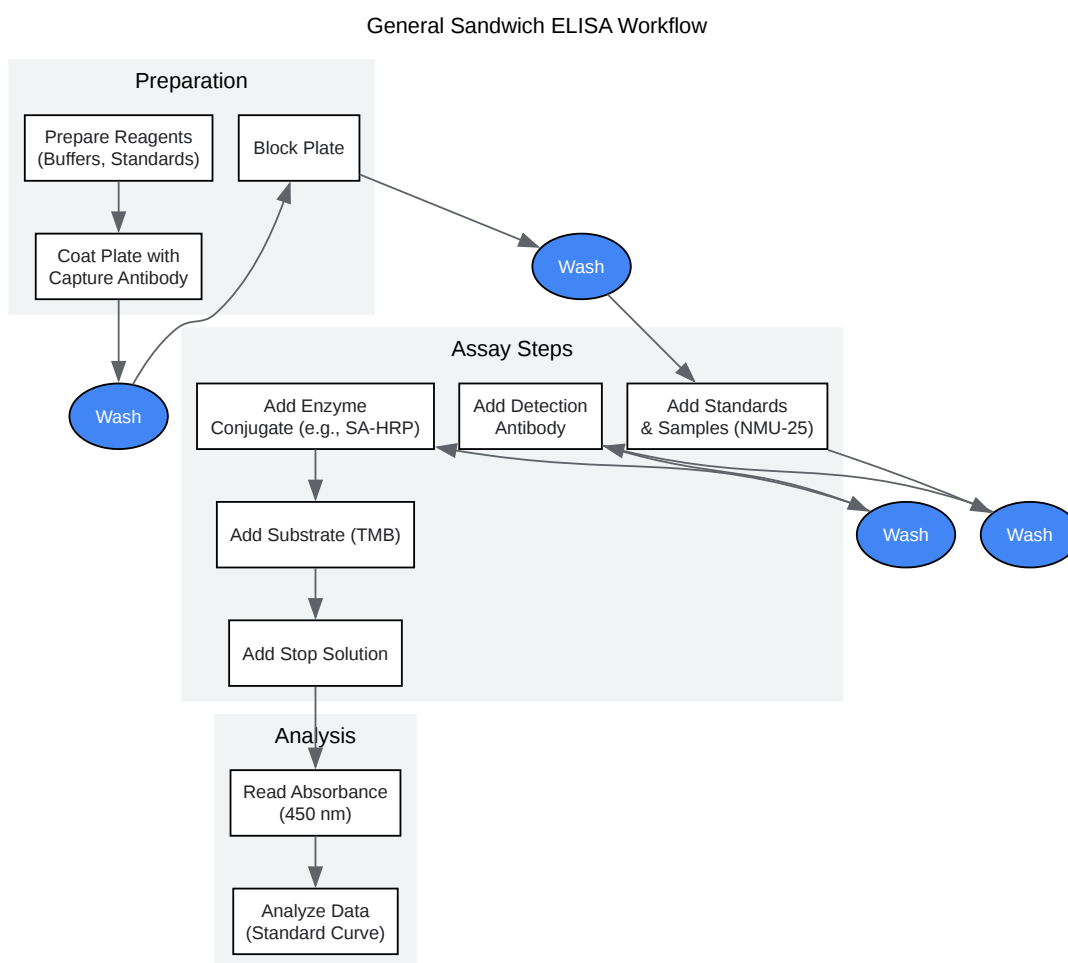 General Sandwich ELISA Workflow
Preparation
Prepare Reagents
(Buffers, Standards)
Block Plate
Coat Plate with
Capture Antibody
Wash
Wash
Assay Steps
Add Enzyme
Conjugate (e.g., SA-HRP)
Add Detection
Antibody
Add Standards
& Samples (NMU-25)
Add Substrate (TMB)
Wash
Wash
Add Stop Solution
Analysis
Read Absorbance
(450 nm)
Analyze Data
(Standard Curve)